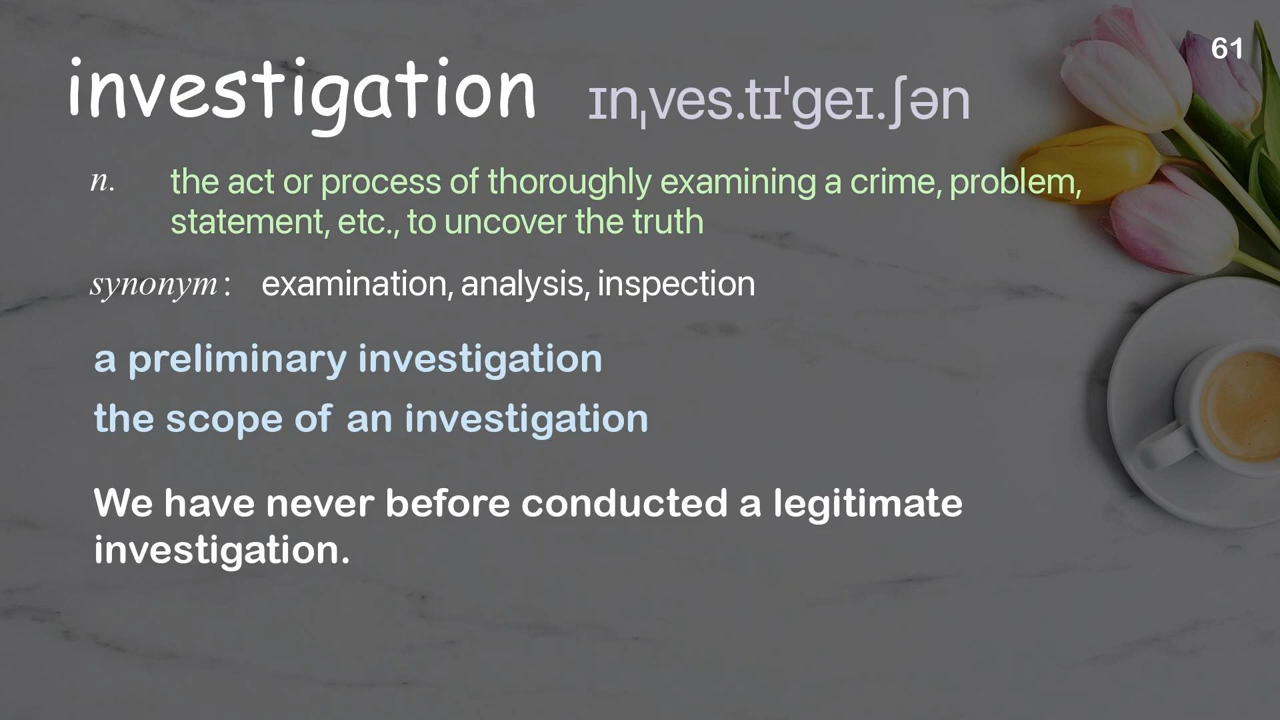 61
investigation ɪnˌves.tɪˈɡeɪ.ʃən
n. the act or process of thoroughly examining a crime, problem,
statement, etc., to uncover the truth
synonym: examination, analysis, inspection
a preliminary investigation
the scope of an investigation
We have never before conducted a legitimate
investigation.